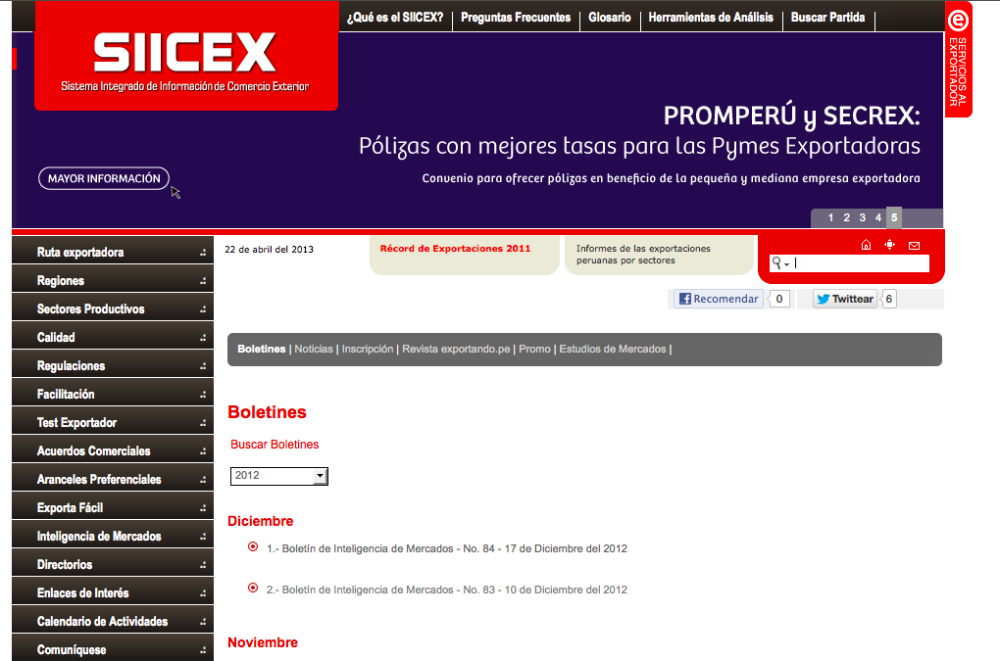 ¿Qué es el SIICEX?
Preguntas Frecuentes
Glosario
Herramientas de Análisis
Buscar Partida
SERVICIOS AL
EXPORTADOR
SIICEX
Sistema Integrado de Información de Comercio Exterior
PROMPERÚ y SECREX:
Pólizas con mejores tasas para las Pymes Exportadoras
MAYOR INFORMACIÓN
Convenio para ofrecer pólizas en beneficio de la pequeña y mediana empresa exportadora
1 2 3 4 5
Ruta exportadora
Regiones
Sectores Productivos
Calidad
Regulaciones
Facilitación
Test Exportador
Acuerdos Comerciales
Aranceles Preferenciales
Exporta Fácil
Inteligencia de Mercados
Directorios
Enlaces de Interés
Calendario de Actividades
Comuníquese
22 de abril del 2013
Récord de Exportaciones 2011
Informes de las exportaciones
peruanas por sectores
Recomendar 0
Twittear 6
Boletines | Noticias | Inscripción | Revista exportando.pe | Promo | Estudios de Mercados |
Boletines
Buscar Boletines
2012
Diciembre
1.- Boletín de Inteligencia de Mercados - No. 84 - 17 de Diciembre del 2012
2.- Boletín de Inteligencia de Mercados - No. 83 - 10 de Diciembre del 2012
Noviembre